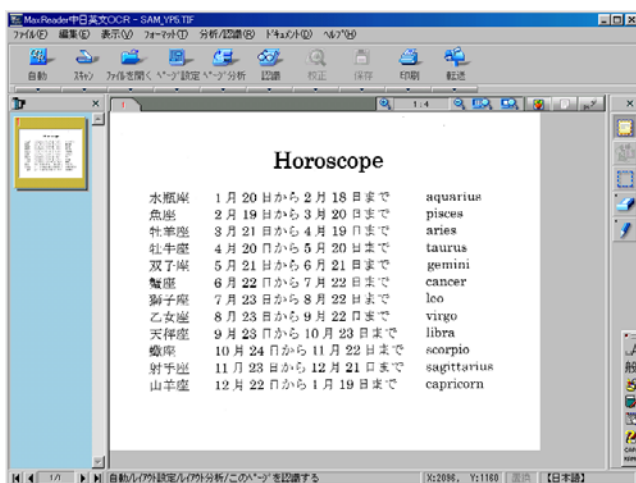 MaxReader中日英文OCR - SAM_YP5.TIF
ﾌｧｲﾙ(F) 編集(E) 表示(V) ﾌｫｰﾏｯﾄ(T) 分析/認識(R) ﾄﾞｷｭﾒﾝﾄ(D) ﾍﾙﾌﾟ(H)
自動 ｽｷｬﾝ ﾌｧｲﾙを開く ﾍﾟｰｼﾞ設定 ﾍﾟｰｼﾞ分析 認識 校正 保存 印刷 転送
1 1:4
Horoscope
水瓶座 1月20日から2月18日まで aquarius
魚座 2月19日から3月20日まで pisces
牡羊座 3月21日から4月19日まで aries
牡牛座 4月20日から5月20日まで taurus
双子座 5月21日から6月21日まで gemini
蟹座 6月22日から7月22日まで cancer
獅子座 7月23日から8月22日まで leo
乙女座 8月23日から9月22日まで virgo
天秤座 9月23日から10月23日まで libra
蠍座 10月24日から11月22日まで scorpio
射手座 11月23日から12月21日まで sagittarius
山羊座 12月22日から1月19日まで capricorn
1/1 自動/ﾚｲｱｳﾄ設定/ﾚｲｱｳﾄ分析/このﾍﾟｰｼﾞを認識する X:2096, Y:1160 置換 【日本語】